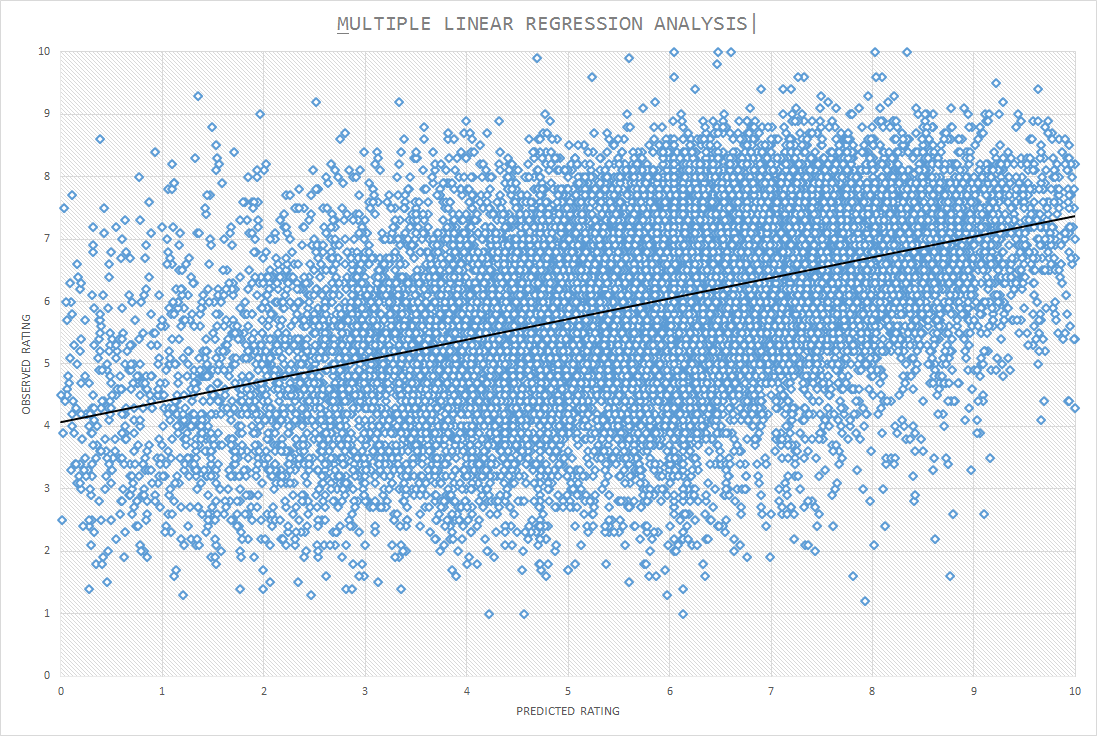 MULTIPLE LINEAR REGRESSION ANALYSIS|
10
9
8
7
6
5
4
3
2
1
0
OBSERVED RATING
0 1 2 3 4 5 6 7 8 9 10
PREDICTED RATING